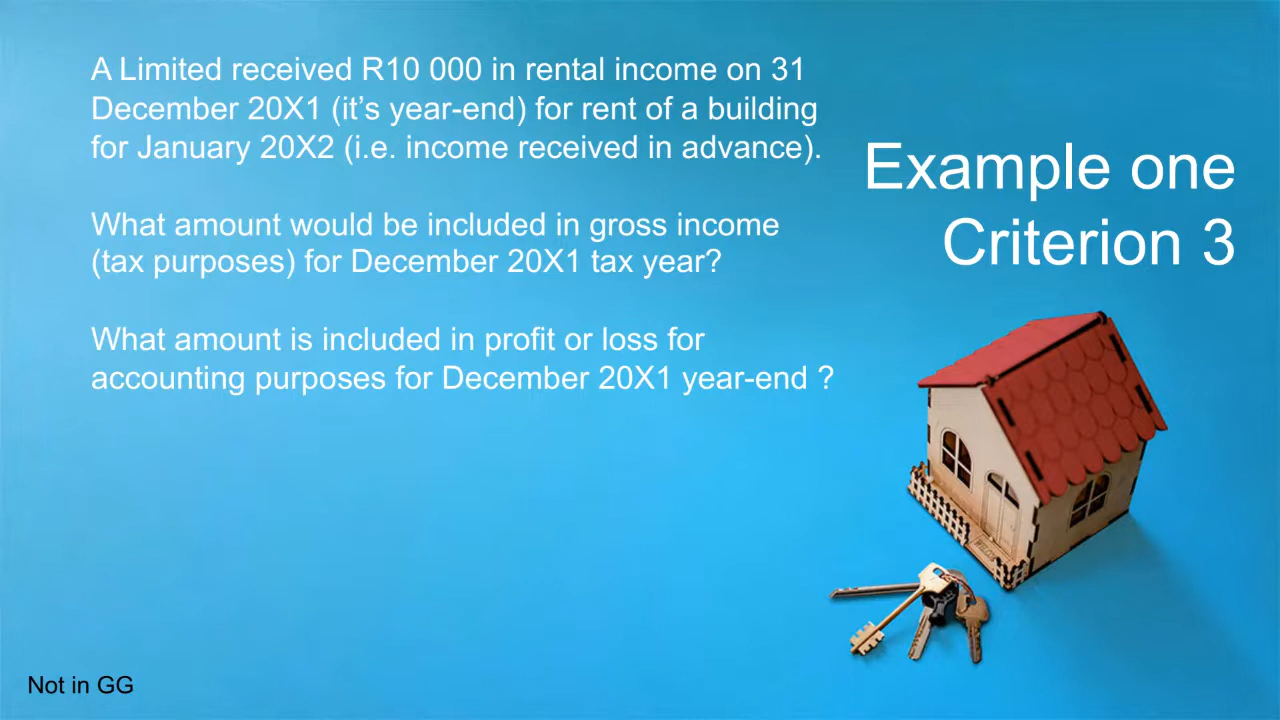 A Limited received R10 000 in rental income on 31
December 20X1 (it’s year-end) for rent of a building
for January 20X2 (i.e. income received in advance).
What amount would be included in gross income
(tax purposes) for December 20X1 tax year?
What amount is included in profit or loss for
accounting purposes for December 20X1 year-end ?
Example one
Criterion 3
Not in GG